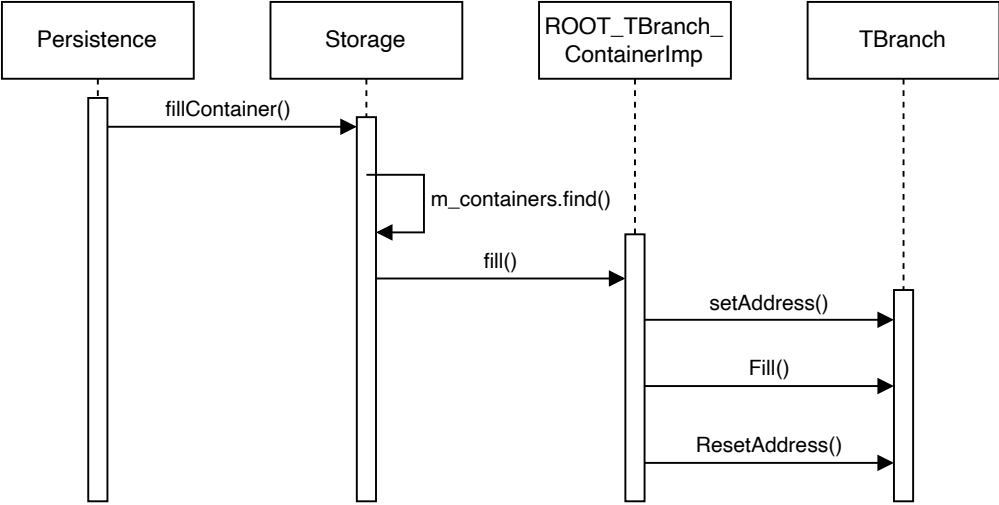 Persistence
Storage
ROOT_TBranch_
ContainerImp
TBranch
fillContainer()
m_containers.find()
fill()
setAddress()
Fill()
ResetAddress()